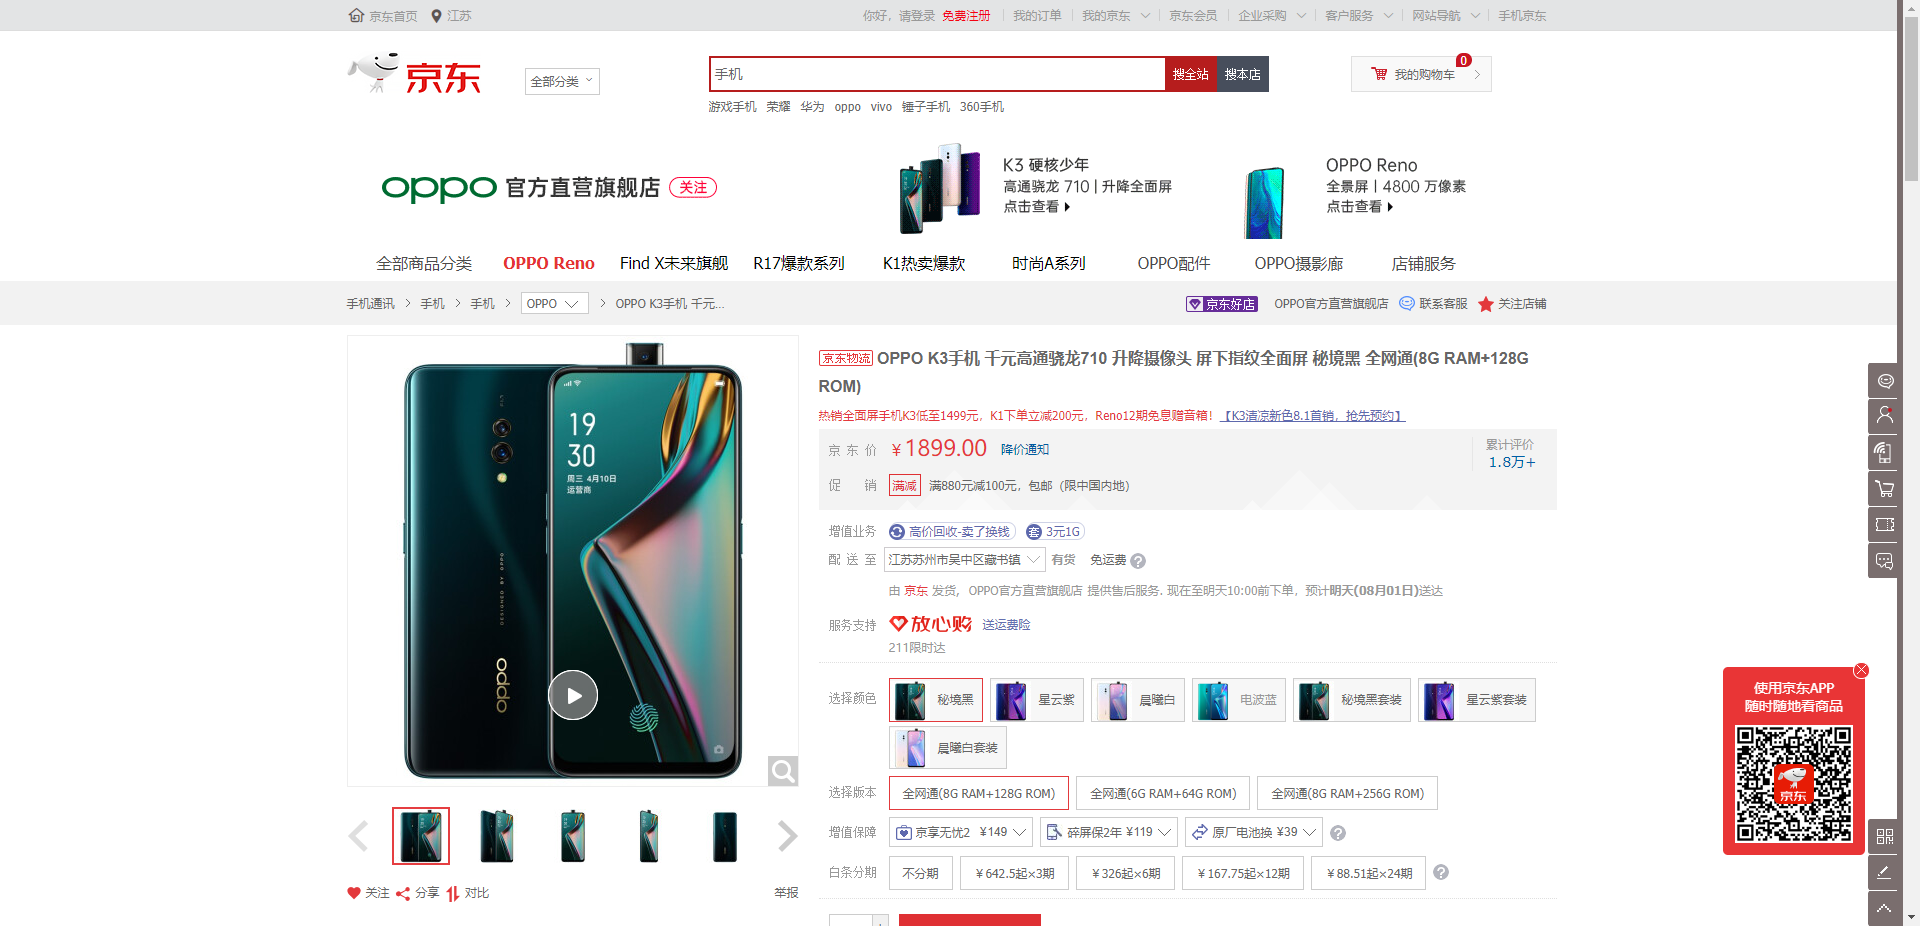 京东首页 江苏 你好，请登录 免费注册 我的订单 我的京东 京东会员 企业采购 客户服务 网站导航 手机京东
京东 全部分类 手机 搜全站 搜本店 我的购物车 0
游戏手机 荣耀 华为 oppo vivo 锤子手机 360手机
oppo 官方直营旗舰店 关注
K3 硬核少年
高通骁龙 710 | 升降全面屏
点击查看
OPPO Reno
全景屏 | 4800 万像素
点击查看
全部商品分类 OPPO Reno Find X未来旗舰 R17爆款系列 K1热卖爆款 时尚A系列 OPPO配件 OPPO摄影廊 店铺服务
手机通讯 > 手机 > 手机 > OPPO > OPPO K3手机 千元... 京东好店 OPPO官方直营旗舰店 联系客服 关注店铺
19
30
周三 4月10日
运营商
DESIGNED BY OPPO
oppo
关注 分享 对比 举报
京东物流 OPPO K3手机 千元高通骁龙710 升降摄像头 屏下指纹全面屏 秘境黑 全网通(8G RAM+128G
ROM)
热销全面屏手机K3低至1499元，K1下单立减200元，Reno12期免息赠音箱！【K3清凉新色8.1首销，抢先预约】
京 东 价 ￥1899.00 降价通知 累计评价
1.8万+
促 销 满减 满880元减100元，包邮（限中国内地）
增值业务 高价回收-卖了换钱 套 3元1G
配 送 至 江苏苏州市吴中区藏书镇 有货 免运费
由 京东 发货，OPPO官方直营旗舰店 提供售后服务. 现在至明天10:00前下单，预计明天(08月01日)送达
服务支持 放心购 送运费险
211限时达
选择颜色 秘境黑 星云紫 晨曦白 电波蓝 秘境黑套装 星云紫套装
晨曦白套装
选择版本 全网通(8G RAM+128G ROM) 全网通(6G RAM+64G ROM) 全网通(8G RAM+256G ROM)
增值保障 京享无忧2 ¥149 碎屏保2年 ¥119 原厂电池换 ¥39
白条分期 不分期 ￥642.5起×3期 ￥326起×6期 ￥167.75起×12期 ￥88.51起×24期
使用京东APP
随时随地看商品
京东